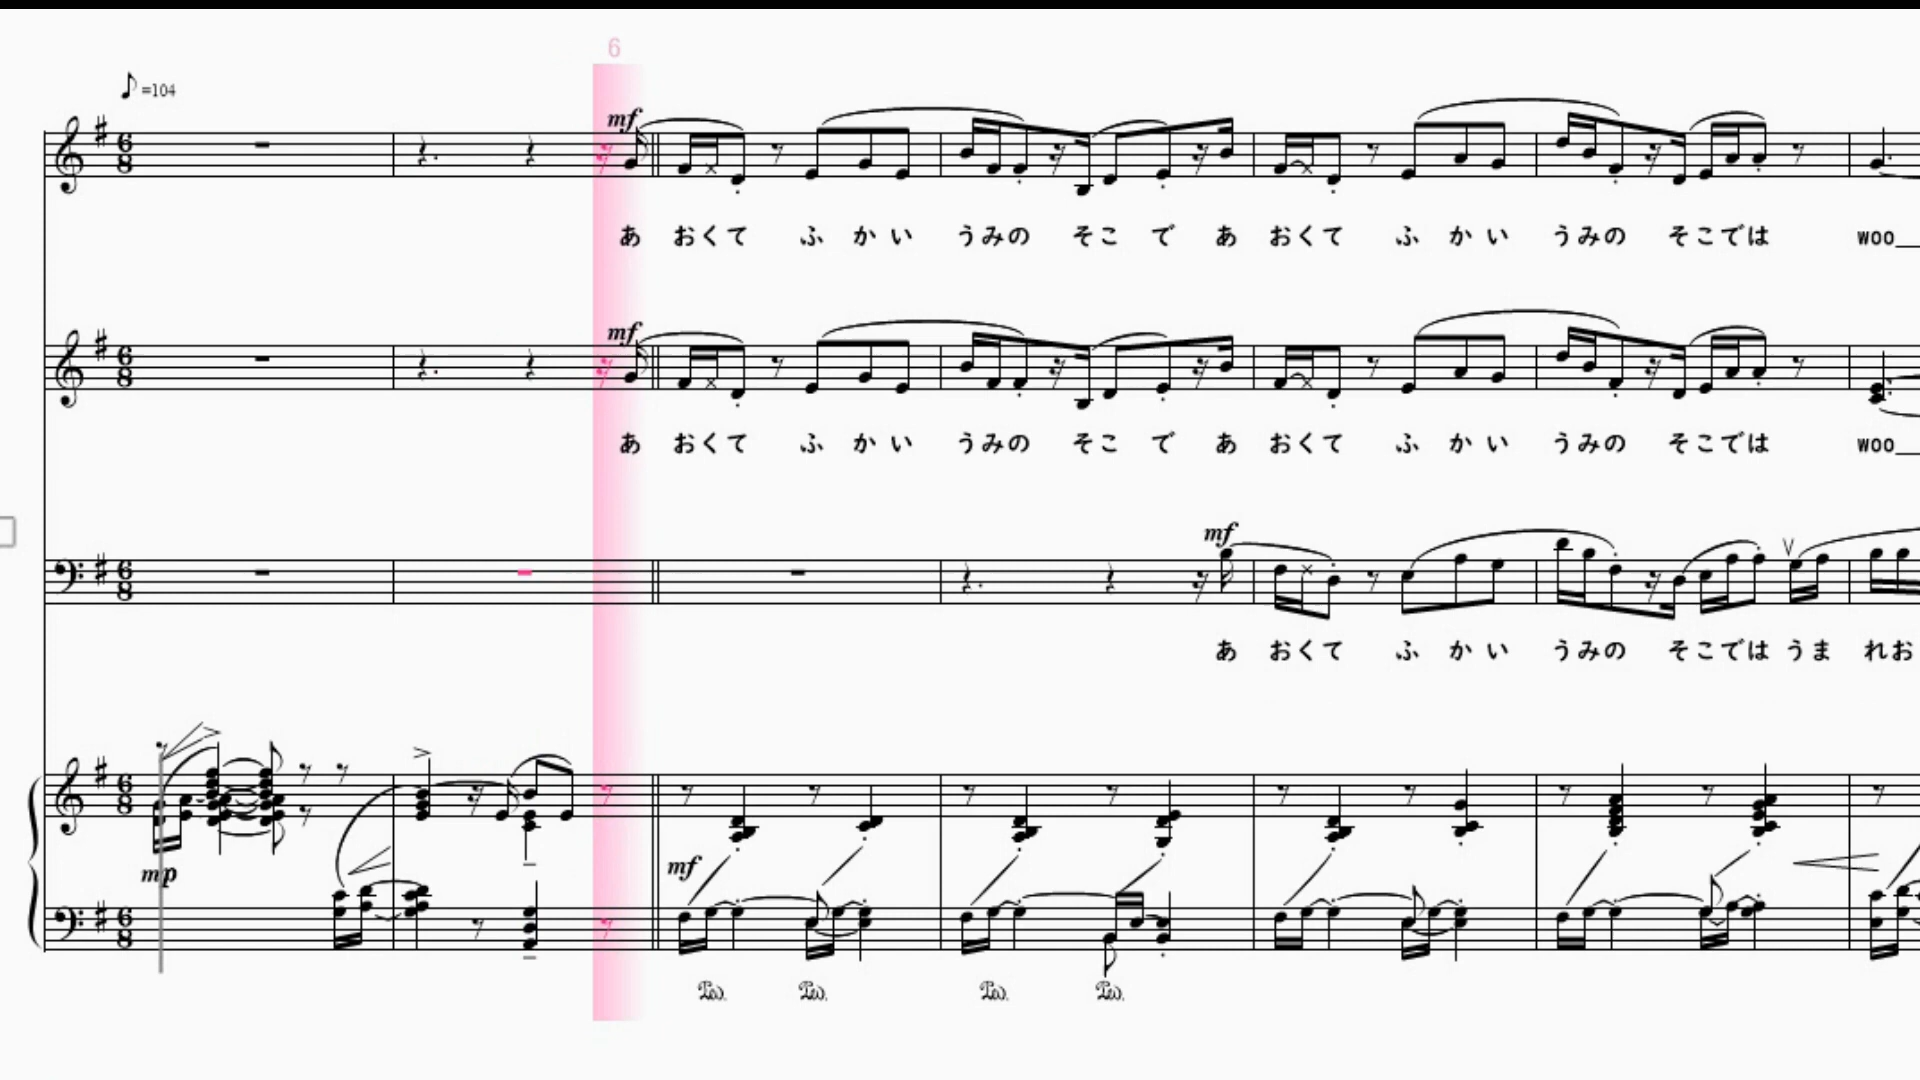 6
♪=104
mf
あ おくて ふ かい うみの そこ で あ おくて ふ かい うみの そこでは woo__
mf
あ おくて ふ かい うみの そこ で あ おくて ふ かい うみの そこでは woo__
mf
あ おくて ふ かい うみの そこでは うま れお
mp
mf
Ped. Ped. Ped. Ped.